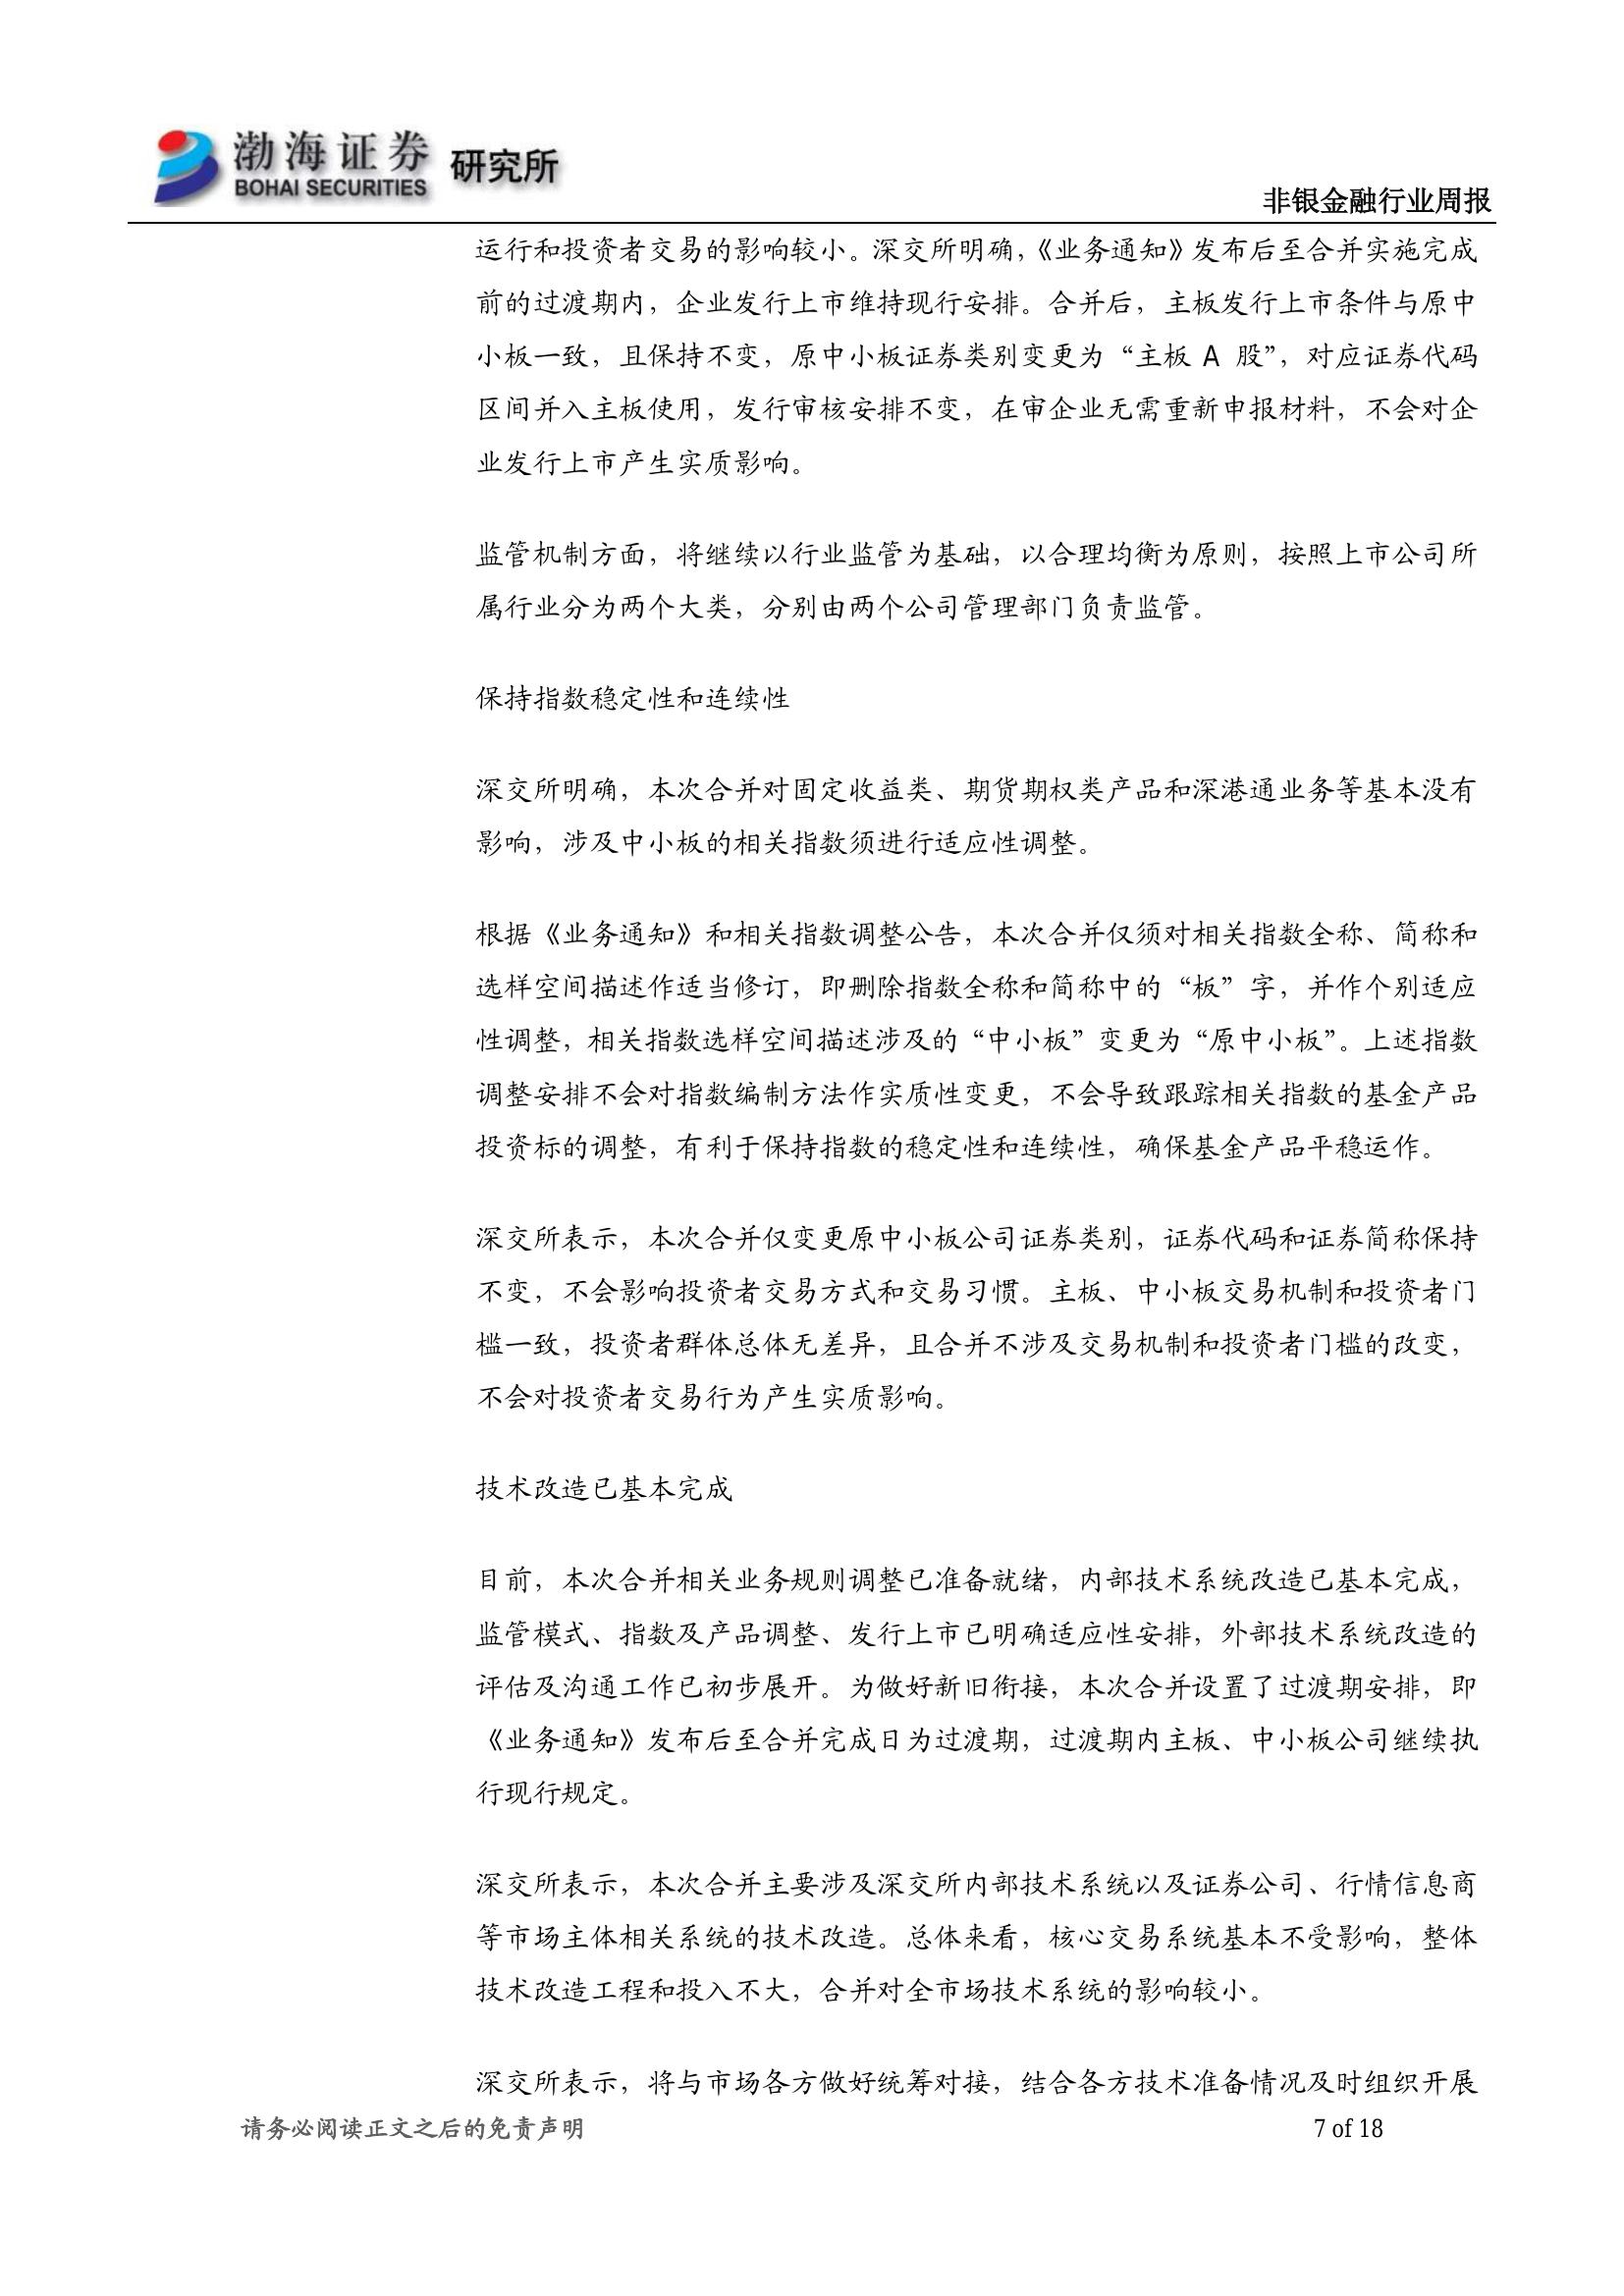 渤海证券
BOHAI SECURITIES
研究所
非银金融行业周报
运行和投资者交易的影响较小。深交所明确，《业务通知》发布后至合并实施完成
前的过渡期内，企业发行上市维持现行安排。合并后，主板发行上市条件与原中
小板一致，且保持不变，原中小板证券类别变更为“主板 A 股”，对应证券代码
区间并入主板使用，发行审核安排不变，在审企业无需重新申报材料，不会对企
业发行上市产生实质影响。
监管机制方面，将继续以行业监管为基础，以合理均衡为原则，按照上市公司所
属行业分为两个大类，分别由两个公司管理部门负责监管。
保持指数稳定性和连续性
深交所明确，本次合并对固定收益类、期货期权类产品和深港通业务等基本没有
影响，涉及中小板的相关指数须进行适应性调整。
根据《业务通知》和相关指数调整公告，本次合并仅须对相关指数全称、简称和
选样空间描述作适当修订，即删除指数全称和简称中的“板”字，并作个别适应
性调整，相关指数选样空间描述涉及的“中小板”变更为“原中小板”。上述指数
调整安排不会对指数编制方法作实质性变更，不会导致跟踪相关指数的基金产品
投资标的调整，有利于保持指数的稳定性和连续性，确保基金产品平稳运作。
深交所表示，本次合并仅变更原中小板公司证券类别，证券代码和证券简称保持
不变，不会影响投资者交易方式和交易习惯。主板、中小板交易机制和投资者门
槛一致，投资者群体总体无差异，且合并不涉及交易机制和投资者门槛的改变，
不会对投资者交易行为产生实质影响。
技术改造已基本完成
目前，本次合并相关业务规则调整已准备就绪，内部技术系统改造已基本完成，
监管模式、指数及产品调整、发行上市已明确适应性安排，外部技术系统改造的
评估及沟通工作已初步展开。为做好新旧衔接，本次合并设置了过渡期安排，即
《业务通知》发布后至合并完成日为过渡期，过渡期内主板、中小板公司继续执
行现行规定。
深交所表示，本次合并主要涉及深交所内部技术系统以及证券公司、行情信息商
等市场主体相关系统的技术改造。总体来看，核心交易系统基本不受影响，整体
技术改造工程和投入不大，合并对全市场技术系统的影响较小。
深交所表示，将与市场各方做好统筹对接，结合各方技术准备情况及时组织开展
请务必阅读正文之后的免责声明
7 of 18